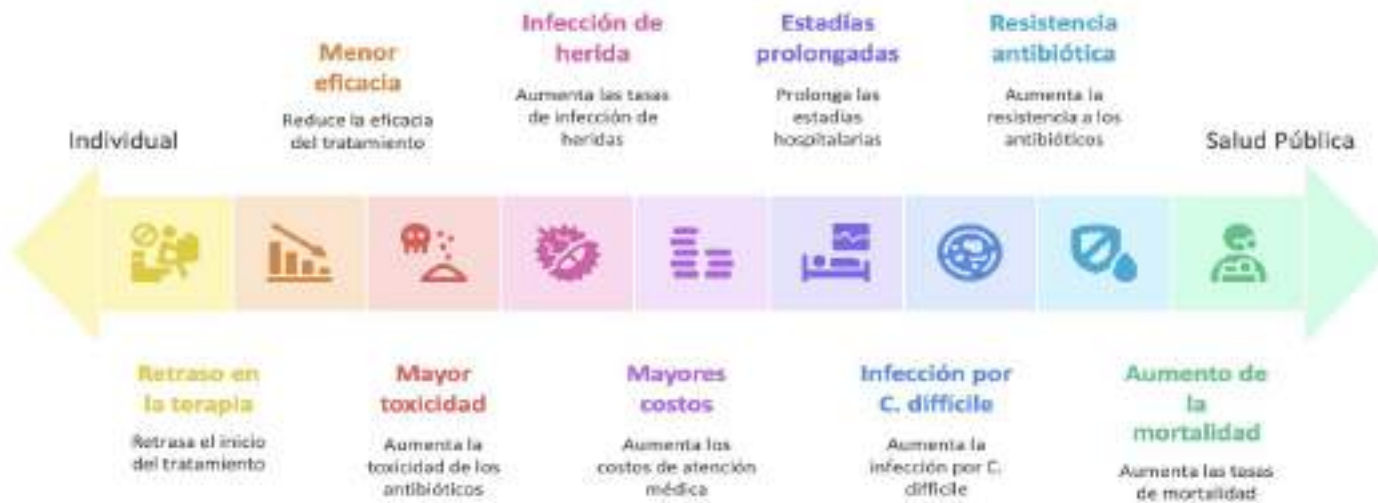 Individual
Menor
eficacia
Reduce la eficacia
del tratamiento
Infección de
herida
Aumenta las tasas
de infección de
heridas
Estadías
prolongadas
Prolonga las
estadías
hospitalarias
Resistencia
antibiótica
Aumenta la
resistencia a los
antibióticos
Salud Pública
Retraso en
la terapia
Retrasa el inicio
del tratamiento
Mayor
toxicidad
Aumenta la
toxicidad de los
antibióticos
Mayores
costos
Aumenta los
costos de atención
médica
Infección por
C. difficile
Aumenta la
infección por C.
difficile
Aumento de
la
mortalidad
Aumenta las tasas
de mortalidad